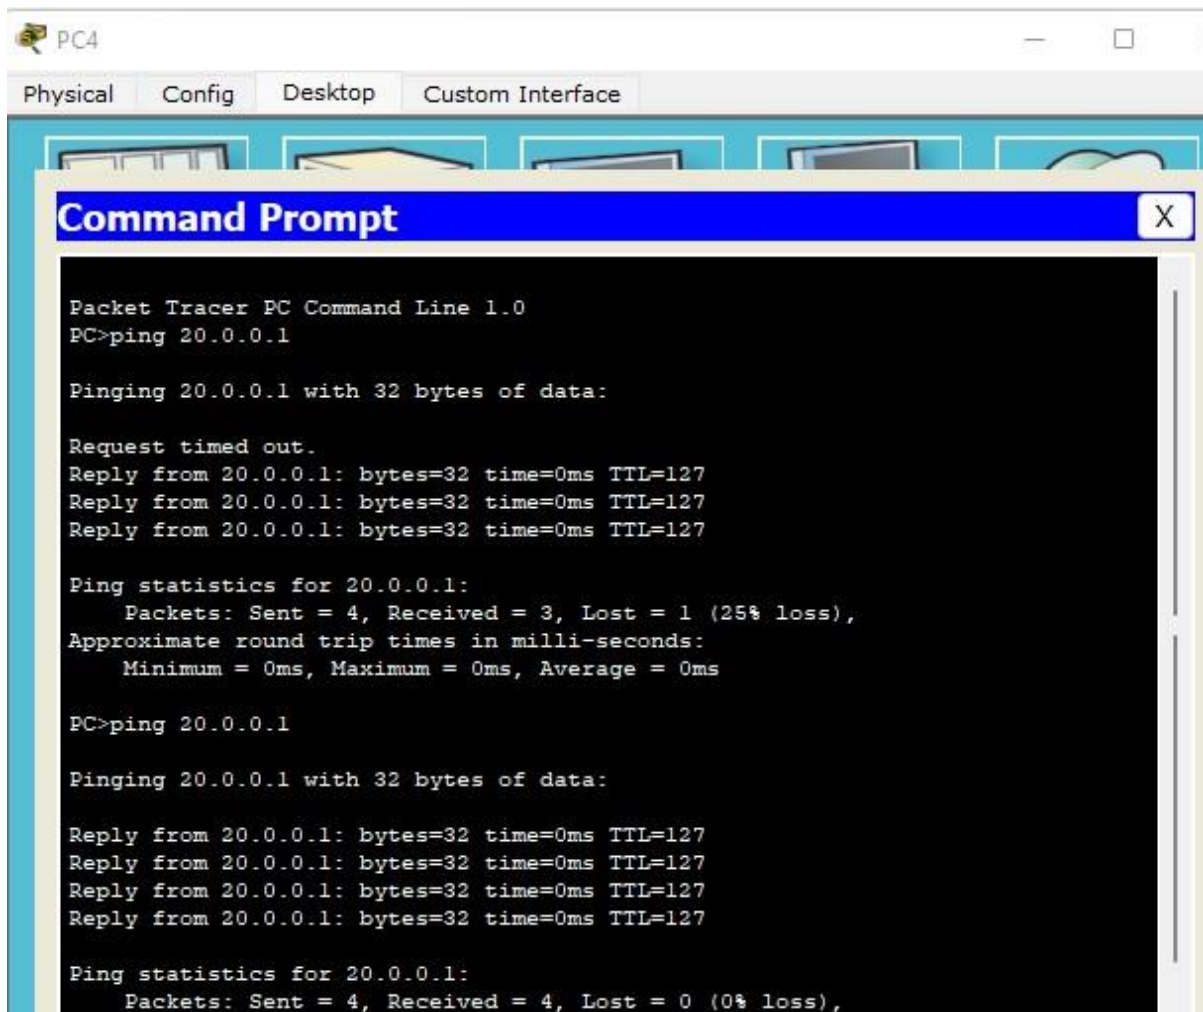 PC4
Physical Config Desktop Custom Interface
Command Prompt
X
Packet Tracer PC Command Line 1.0
PC>ping 20.0.0.1
Pinging 20.0.0.1 with 32 bytes of data:
Request timed out.
Reply from 20.0.0.1: bytes=32 time=0ms TTL=127
Reply from 20.0.0.1: bytes=32 time=0ms TTL=127
Reply from 20.0.0.1: bytes=32 time=0ms TTL=127
Ping statistics for 20.0.0.1:
Packets: Sent = 4, Received = 3, Lost = 1 (25% loss),
Approximate round trip times in milli-seconds:
Minimum = 0ms, Maximum = 0ms, Average = 0ms
PC>ping 20.0.0.1
Pinging 20.0.0.1 with 32 bytes of data:
Reply from 20.0.0.1: bytes=32 time=0ms TTL=127
Reply from 20.0.0.1: bytes=32 time=0ms TTL=127
Reply from 20.0.0.1: bytes=32 time=0ms TTL=127
Reply from 20.0.0.1: bytes=32 time=0ms TTL=127
Ping statistics for 20.0.0.1:
Packets: Sent = 4, Received = 4, Lost = 0 (0% loss),